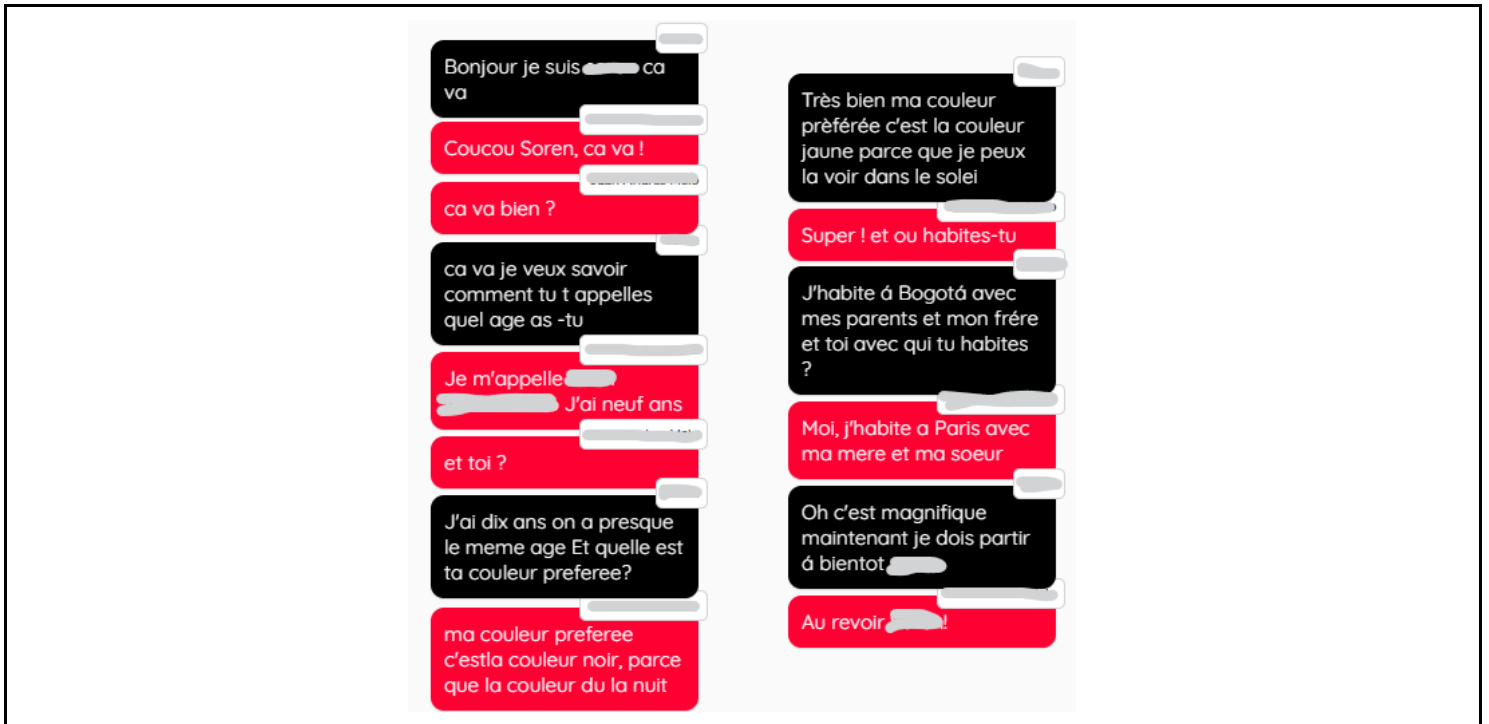 Bonjour je suis ca
va
Coucou Soren, ca va !
ca va bien ?
ca va je veux savoir
comment tu t appelles
quel age as -tu
Je m'appelle
J'ai neuf ans
et toi ?
J'ai dix ans on a presque
le meme age Et quelle est
ta couleur preferee?
ma couleur preferee
c'estla couleur noir, parce
que la couleur du la nuit
Très bien ma couleur
prèférée c'est la couleur
jaune parce que je peux
la voir dans le solei
Super ! et ou habites-tu
J'habite á Bogotá avec
mes parents et mon frére
et toi avec qui tu habites
?
Moi, j'habite a Paris avec
ma mere et ma soeur
Oh c'est magnifique
maintenant je dois partir
á bientot
Au revoir !